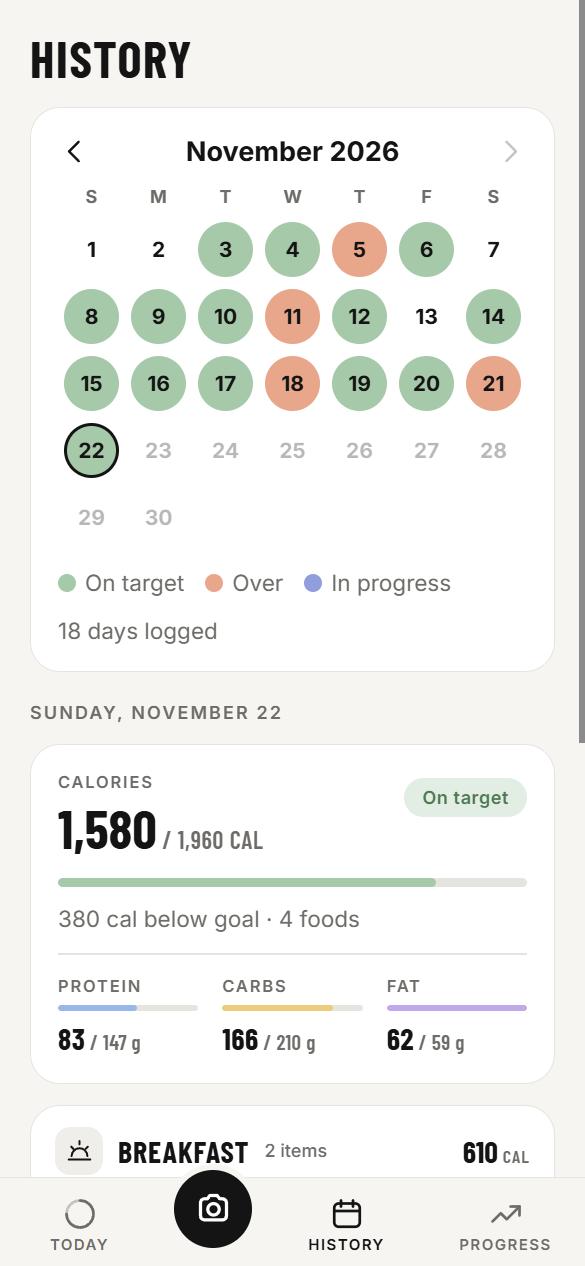 HISTORY
November 2026
S M T W T F S
1 2 3 4 5 6 7
8 9 10 11 12 13 14
15 16 17 18 19 20 21
22 23 24 25 26 27 28
29 30
On target Over In progress
18 days logged
SUNDAY, NOVEMBER 22
CALORIES
On target
1,580 / 1,960 CAL
380 cal below goal · 4 foods
PROTEIN CARBS FAT
83 / 147 g 166 / 210 g 62 / 59 g
BREAKFAST 2 items 610 CAL
TODAY HISTORY PROGRESS